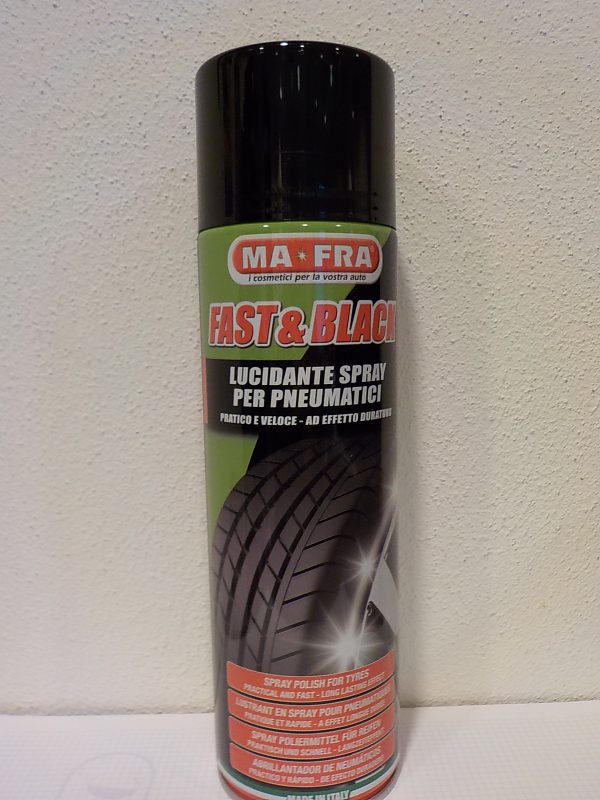 MA FRA
i cosmetici per la vostra auto
FAST & BLACK
LUCIDANTE SPRAY
PER PNEUMATICI
PRATICO E VELOCE - AD EFFETTO DURATURO
SPRAY POLISH FOR TYRES
PRACTICAL AND FAST - LONG LASTING EFFECT
LUSTRANT EN SPRAY POUR PNEUMATIQUES
PRATIQUE ET RAPIDE - A EFFET LONGUE DURÉE
SPRAY POLIERMITTEL FÜR REIFEN
PRAKTISCH UND SCHNELL - LANGZEITEFFEKT
ABRILLANTADOR DE NEUMÁTICOS
PRÁCTICO Y RÁPIDO - DE EFECTO DURADERO
MADE IN ITALY